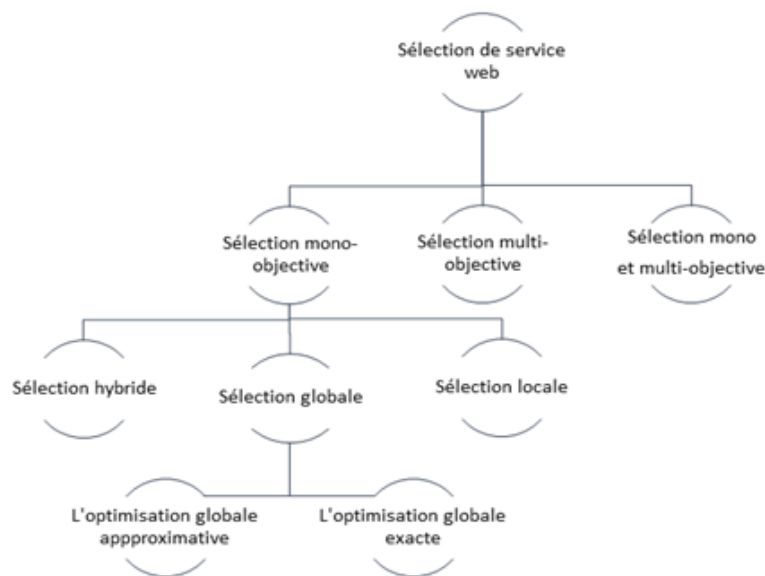 Sélection de service
web
Sélection mono-
objective
Sélection multi-
objective
Sélection mono
et multi-objective
Sélection hybride
Sélection globale
Sélection locale
L'optimisation globale
appproximative
L'optimisation globale
exacte